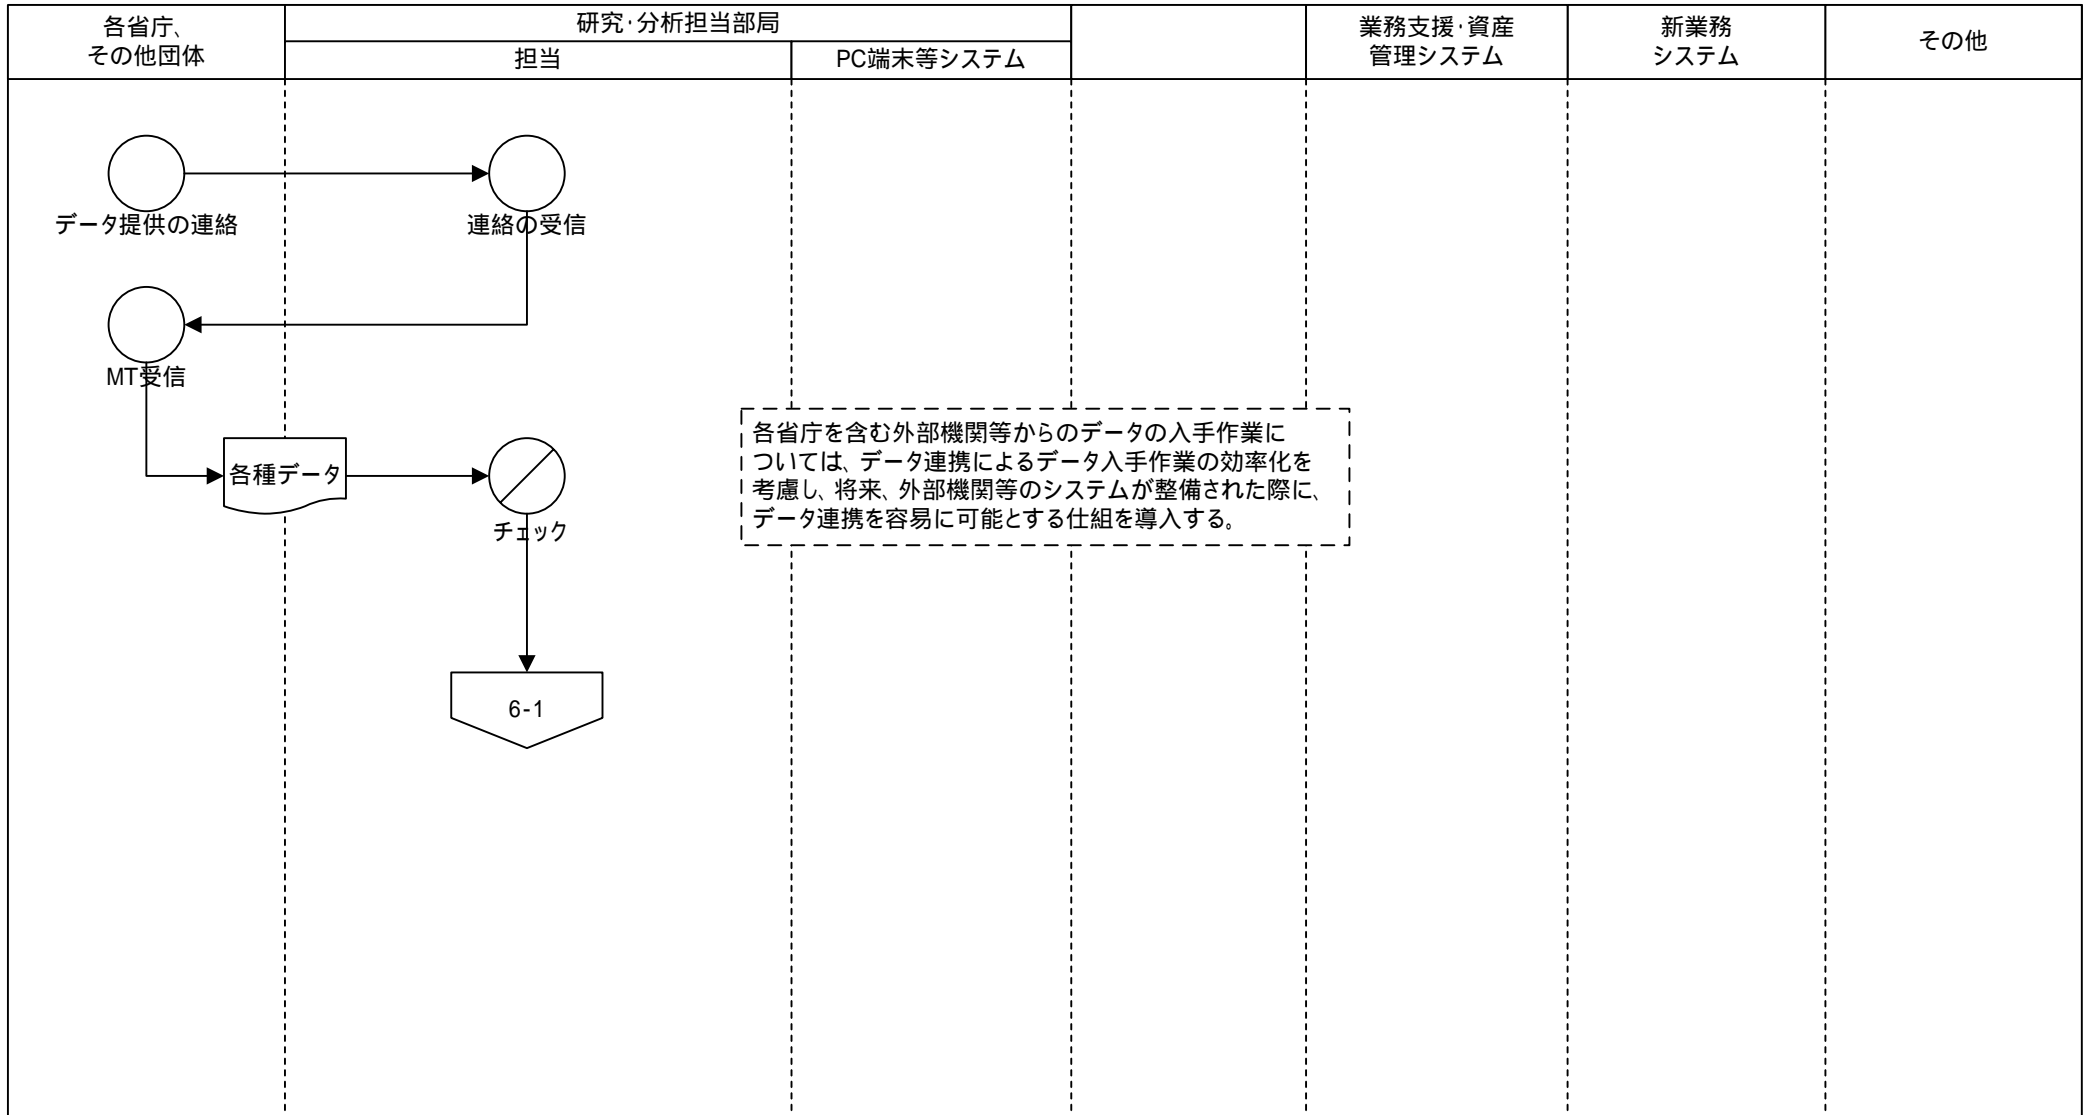 各省庁、
その他団体
研究・分析担当部局
担当
PC端末等システム
業務支援・資産
管理システム
新業務
システム
その他
データ提供の連絡
連絡の受信
MT受信
各種データ
チェック
各省庁を含む外部機関等からのデータの入手作業に
ついては、データ連携によるデータ入手作業の効率化を
考慮し、将来、外部機関等のシステムが整備された際に、
データ連携を容易に可能とする仕組を導入する。
6-1